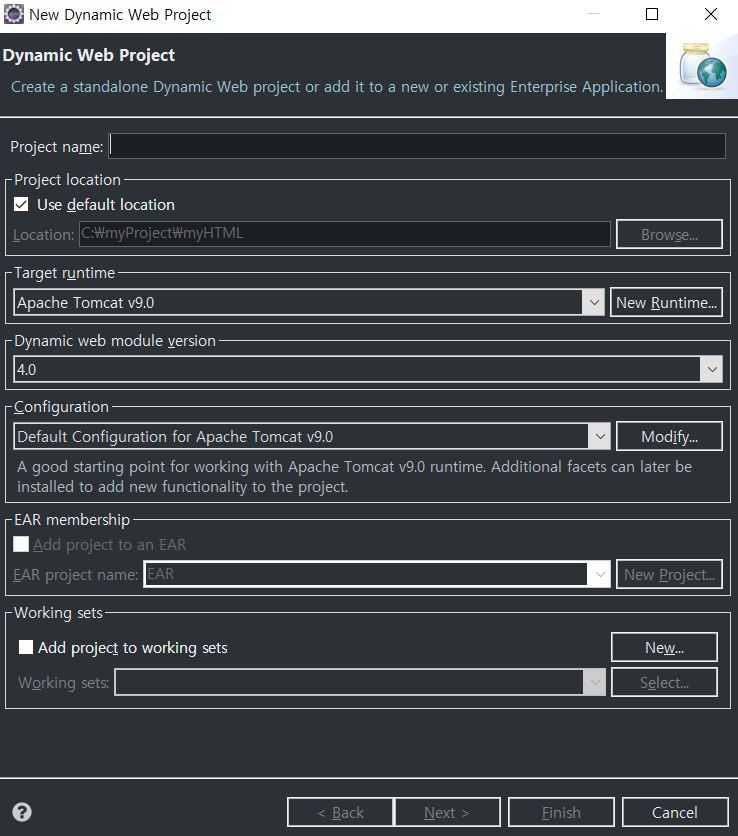 New Dynamic Web Project
Dynamic Web Project
Create a standalone Dynamic Web project or add it to a new or existing Enterprise Application.
Project name:
Project location
Use default location
Location: C:₩myProject₩myHTML Browse...
Target runtime
Apache Tomcat v9.0 New Runtime...
Dynamic web module version
4.0
Configuration
Default Configuration for Apache Tomcat v9.0 Modify...
A good starting point for working with Apache Tomcat v9.0 runtime. Additional facets can later be
installed to add new functionality to the project.
EAR membership
Add project to an EAR
EAR project name: EAR New Project...
Working sets
Add project to working sets New...
Working sets: Select...
? < Back Next > Finish Cancel